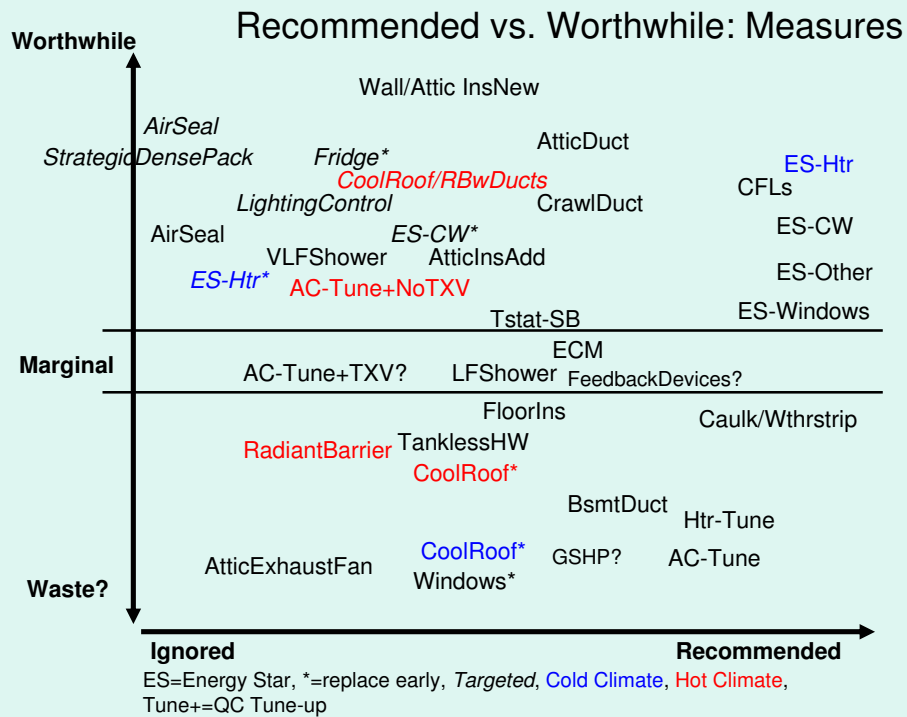 Recommended vs. Worthwhile: Measures
Worthwhile
Wall/Attic InsNew
AirSeal
AtticDuct
StrategicDensePack
Fridge*
ES-Htr
CoolRoof/RBwDucts
CFLs
LightingControl
CrawlDuct
AirSeal
ES-CW*
ES-CW
VLFShower
AtticInsAdd
ES-Htr*
AC-Tune+NoTXV
ES-Other
Tstat-SB
ES-Windows
Marginal
ECM
AC-Tune+TXV?
LFShower
FeedbackDevices?
FloorIns
Caulk/Wthrstrip
RadiantBarrier
TanklessHW
CoolRoof*
BsmtDuct
Htr-Tune
CoolRoof*
GSHP?
AC-Tune
AtticExhaustFan
Windows*
Waste?
Ignored
Recommended
ES=Energy Star, *=replace early, Targeted, Cold Climate, Hot Climate,
Tune+=QC Tune-up